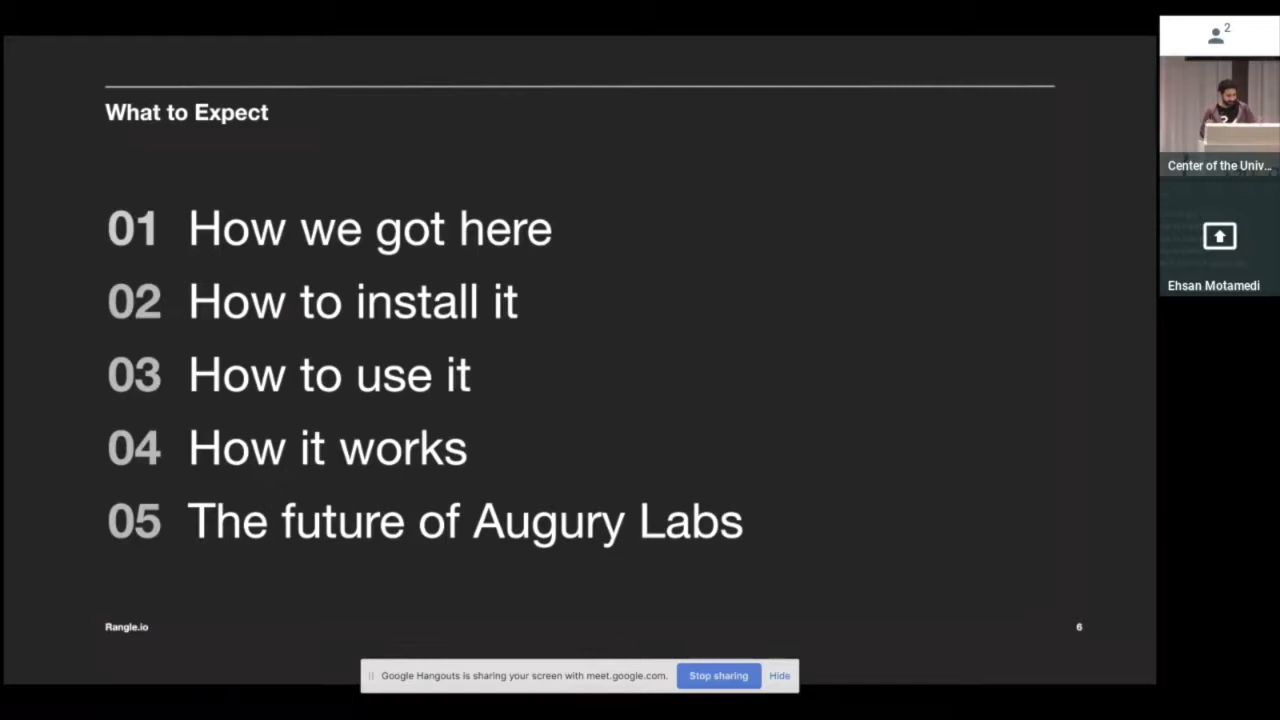 What to Expect
01 How we got here
02 How to install it
03 How to use it
04 How it works
05 The future of Augury Labs
Rangle.io
6
Google Hangouts is sharing your screen with meet.google.com. Stop sharing Hide
2
Center of the Univ...
Ehsan Motamedi